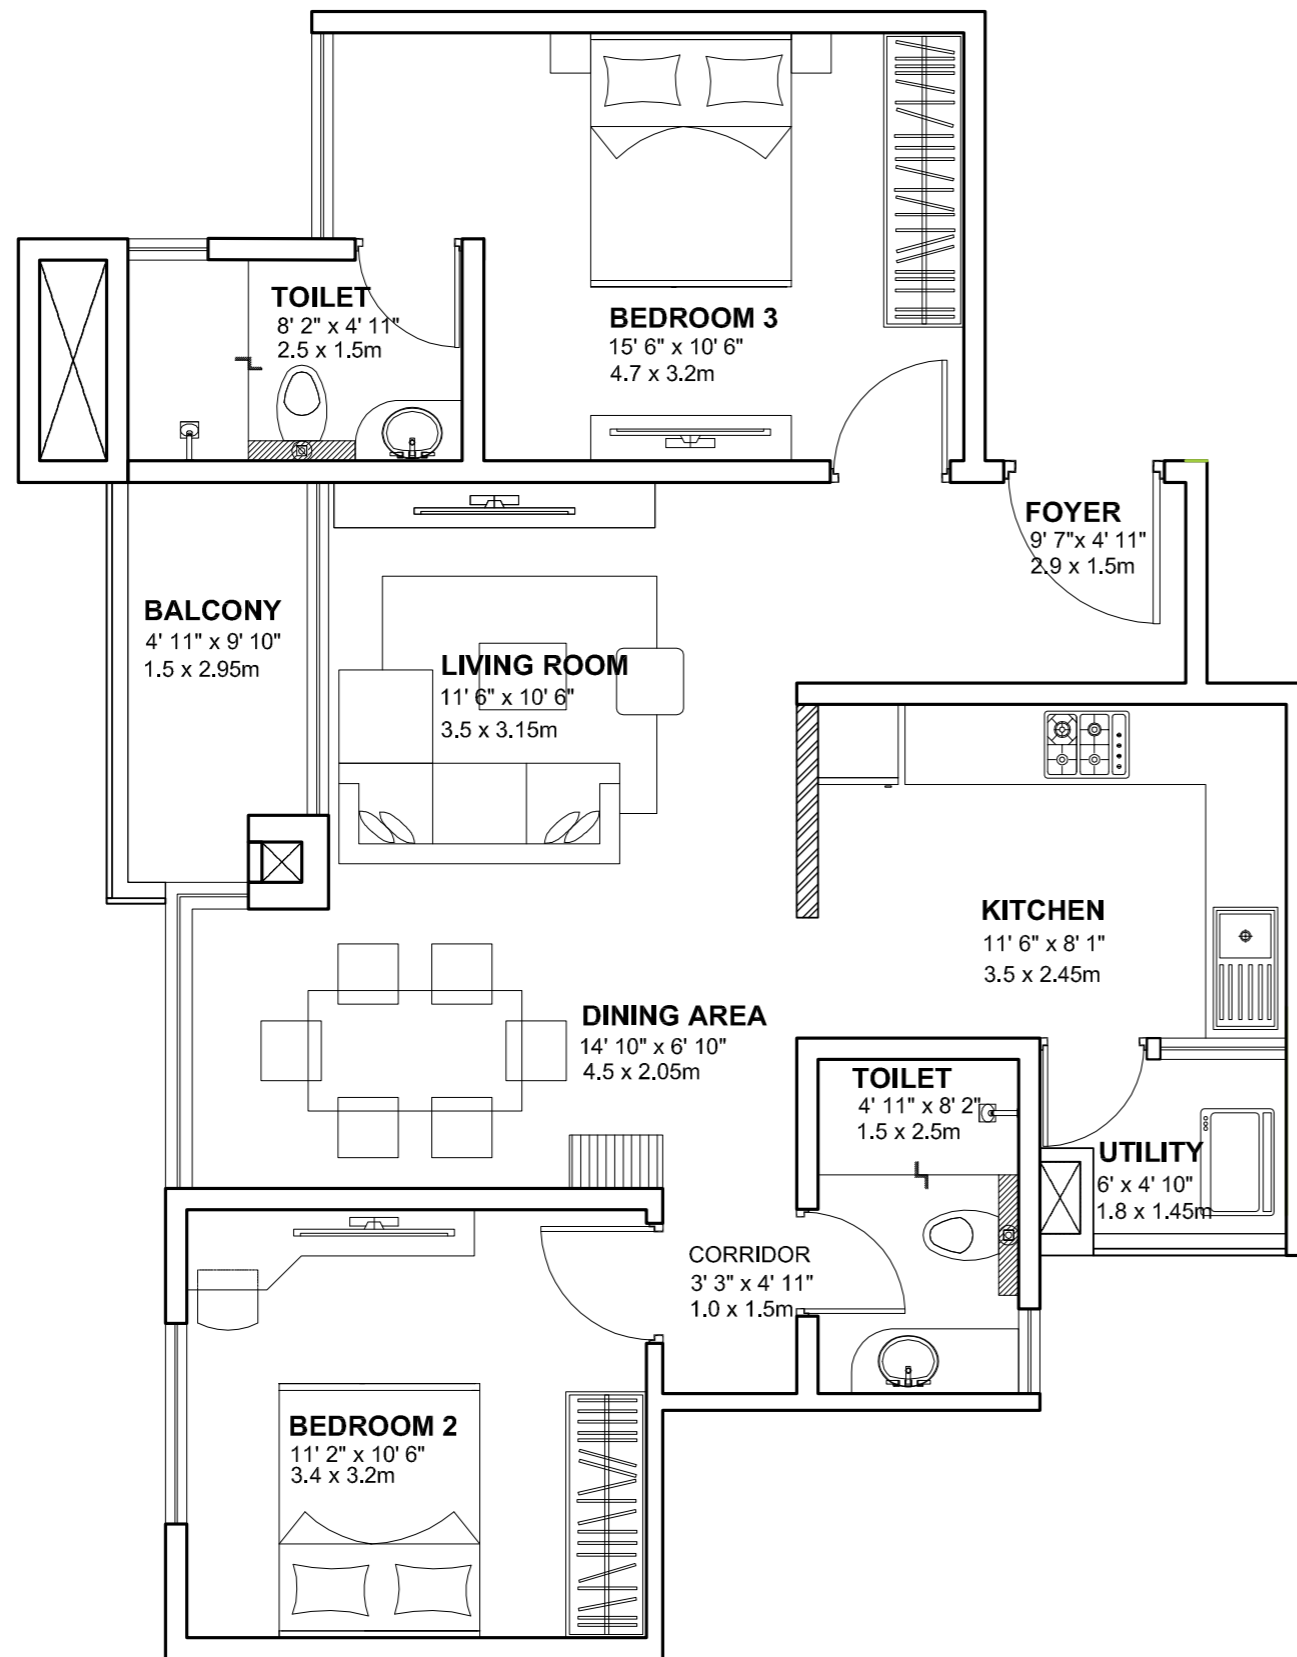 TOILET
8' 2" x 4' 11"
2.5 x 1.5m
BEDROOM 3
15' 6" x 10' 6"
4.7 x 3.2m
FOYER
9' 7"x 4' 11"
2.9 x 1.5m
BALCONY
4' 11" x 9' 10"
1.5 x 2.95m
LIVING ROOM
11' 6" x 10' 6"
3.5 x 3.15m
KITCHEN
11' 6" x 8' 1"
3.5 x 2.45m
DINING AREA
14' 10" x 6' 10"
4.5 x 2.05m
TOILET
4' 11" x 8' 2"
1.5 x 2.5m
UTILITY
6' x 4' 10"
1.8 x 1.45m
CORRIDOR
3' 3" x 4' 11"
1.0 x 1.5m
BEDROOM 2
11' 2" x 10' 6"
3.4 x 3.2m